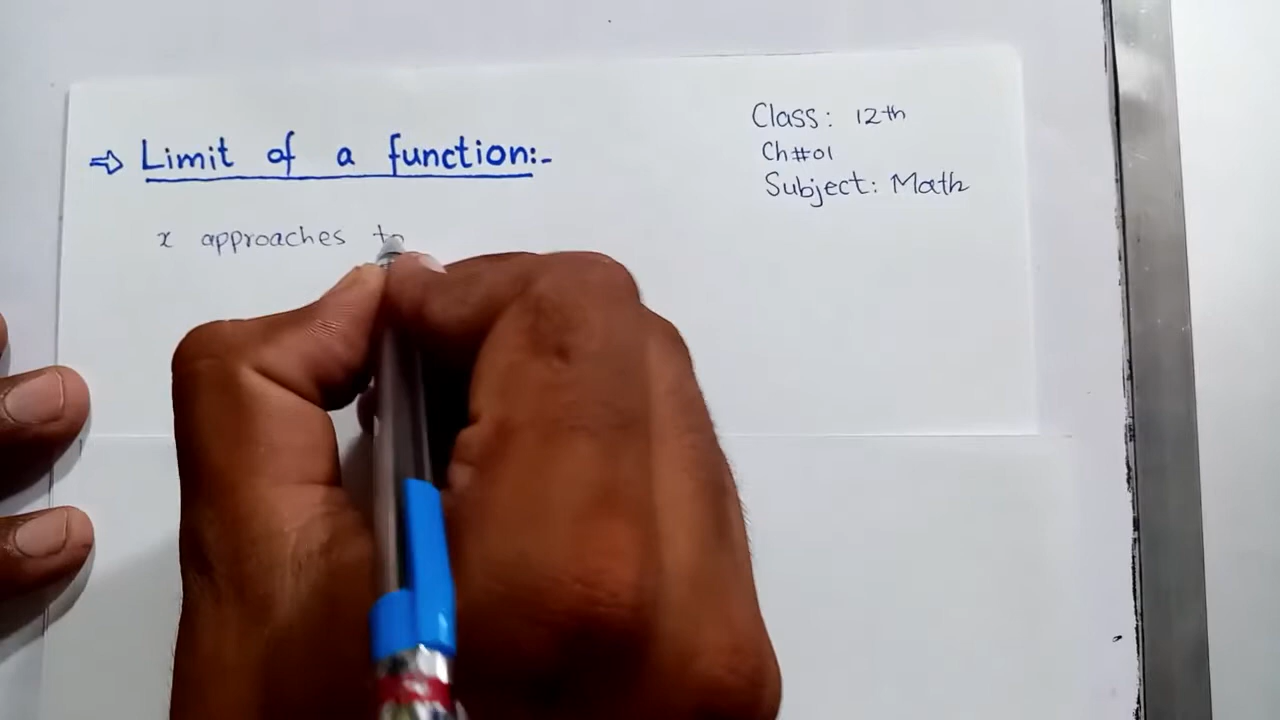 ⇒ Limit of a function:-
Class: 12th
Ch#01
Subject: Math
x approaches to